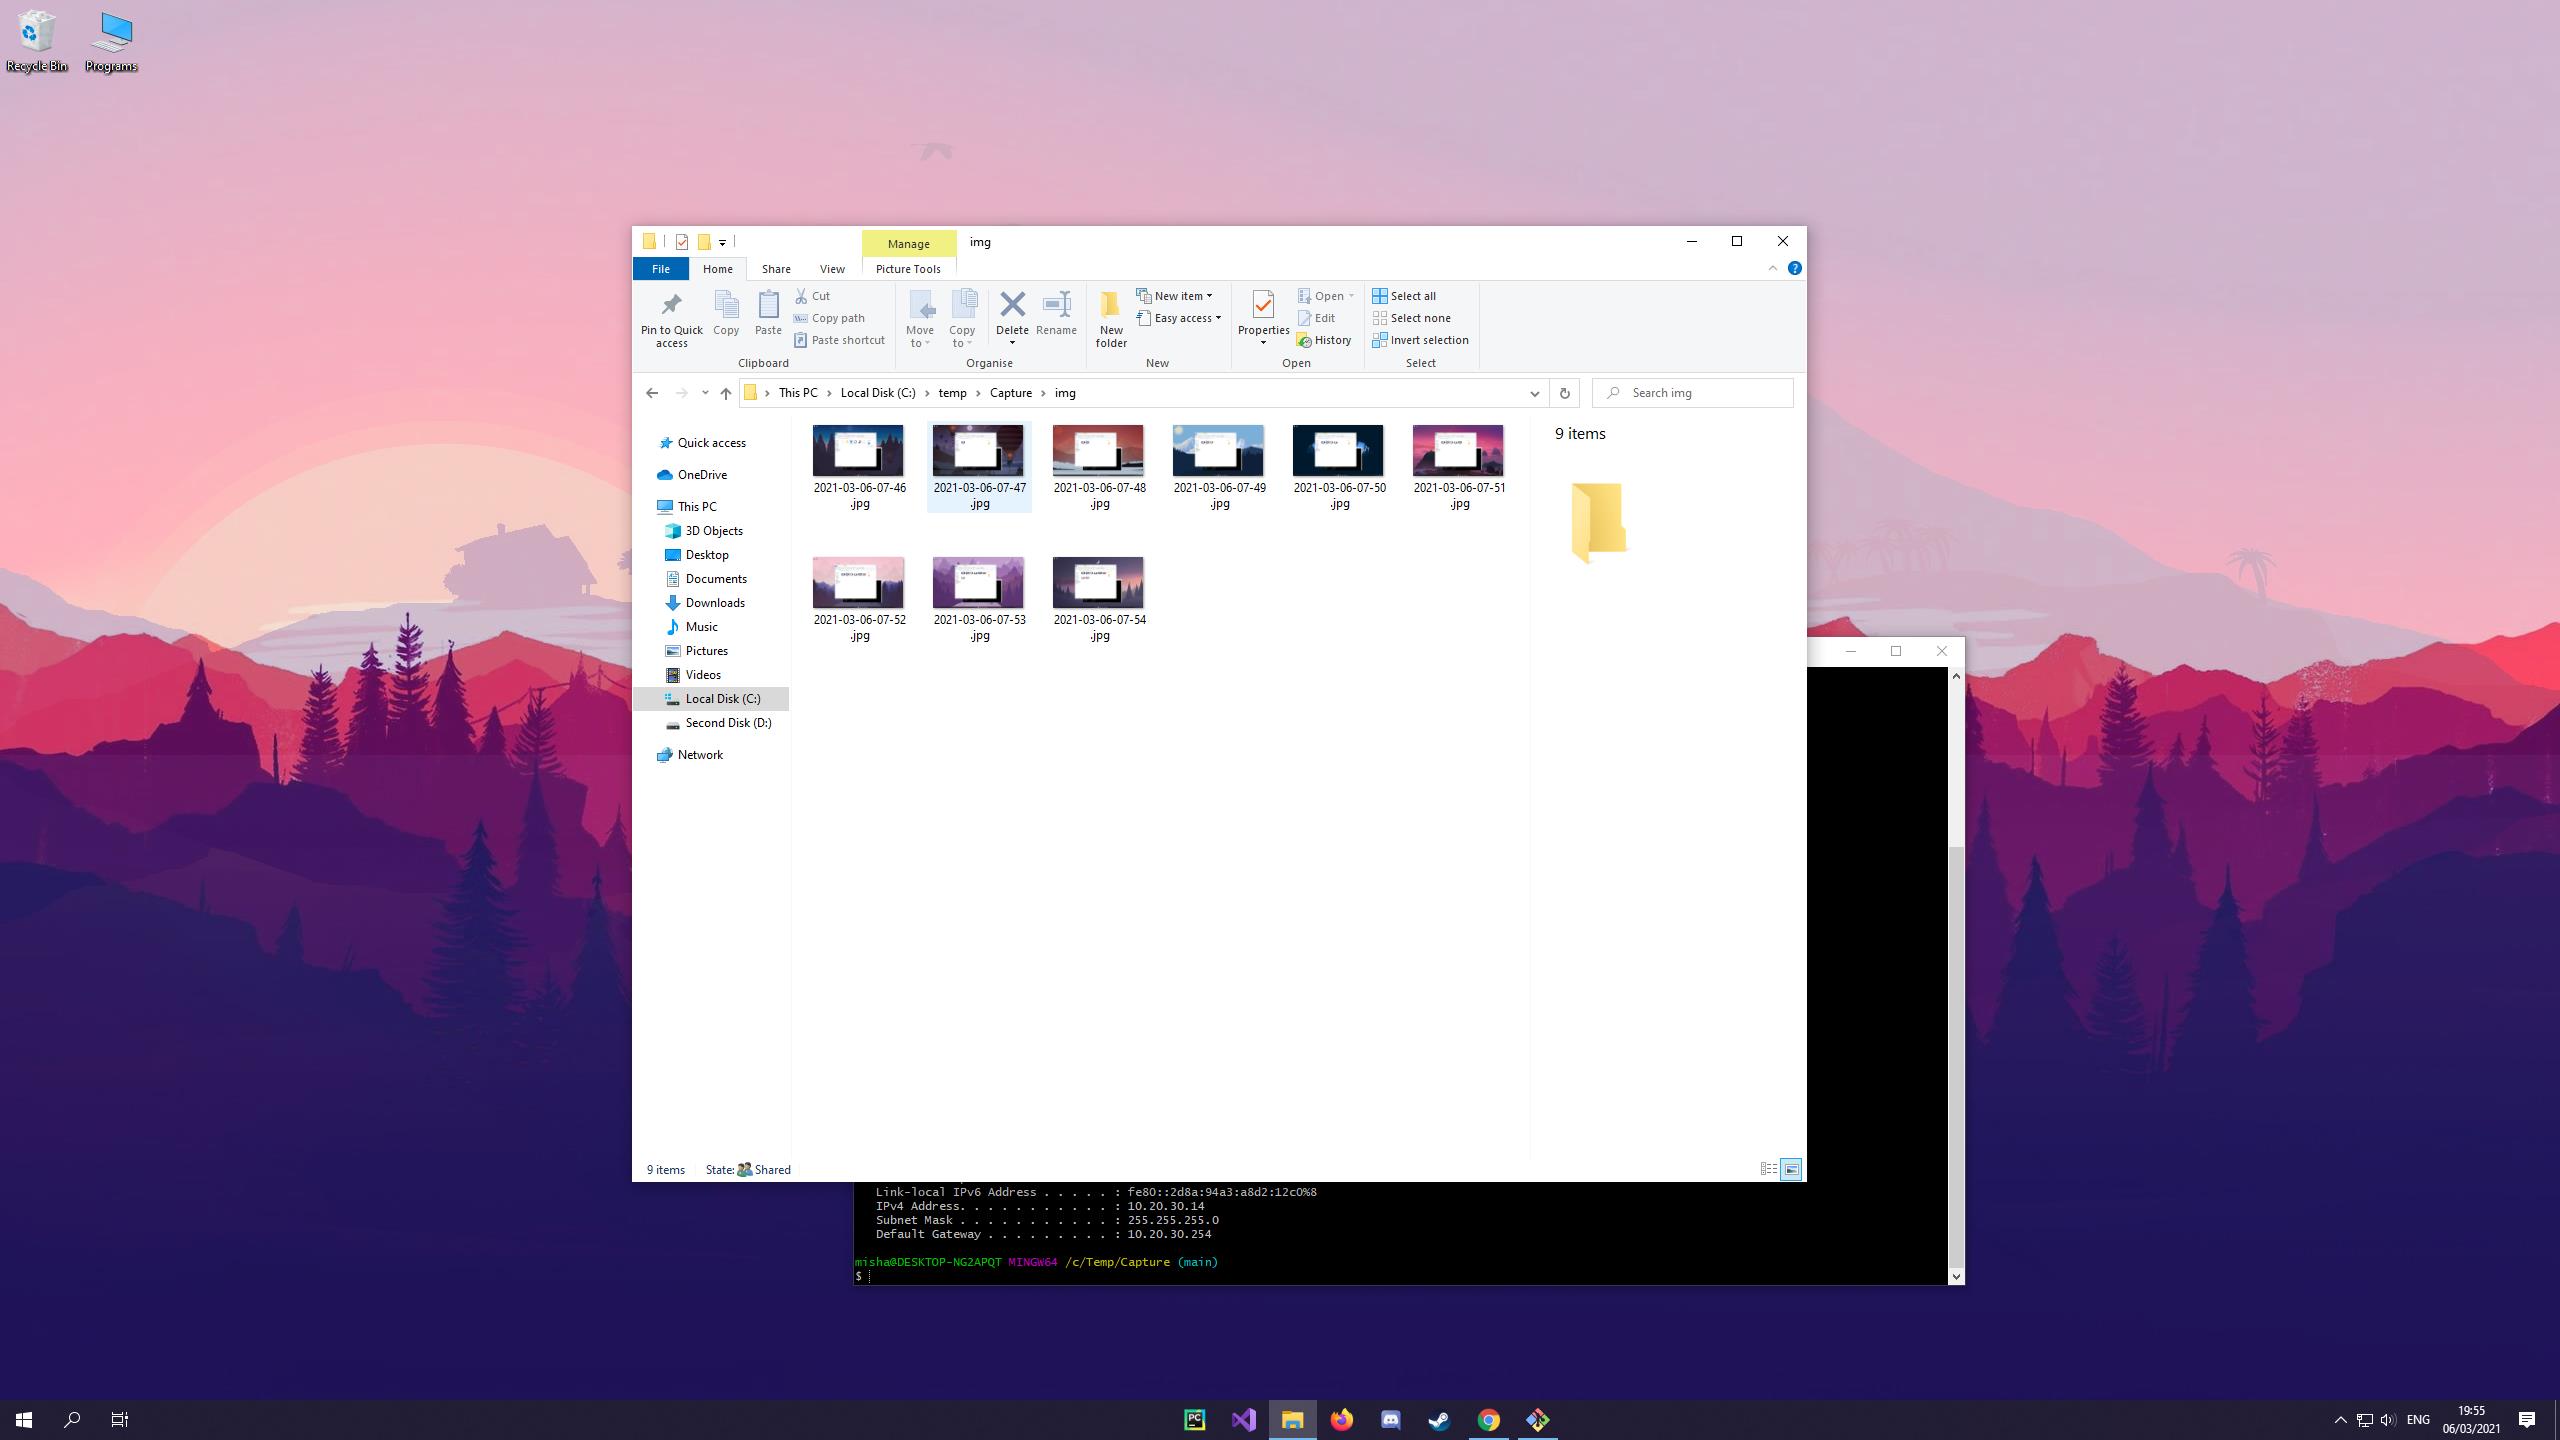 Recycle Bin
Programs
Manage
img
File
Home
Share
View
Picture Tools
Pin to Quick
access
Copy
Paste
Cut
Copy path
Paste shortcut
Clipboard
Move
to
Copy
to
Delete
Rename
Organise
New
folder
New item
Easy access
New
Properties
Open
Edit
History
Open
Select all
Select none
Invert selection
Select
This PC
Local Disk (C:)
temp
Capture
img
Search img
Quick access
OneDrive
This PC
3D Objects
Desktop
Documents
Downloads
Music
Pictures
Videos
Local Disk (C:)
Second Disk (D:)
Network
2021-03-06-07-46
.jpg
2021-03-06-07-47
.jpg
2021-03-06-07-48
.jpg
2021-03-06-07-49
.jpg
2021-03-06-07-50
.jpg
2021-03-06-07-51
.jpg
2021-03-06-07-52
.jpg
2021-03-06-07-53
.jpg
2021-03-06-07-54
.jpg
9 items
9 items
State: Shared
Link-local IPv6 Address . . . . . : fe80::2d8a:94a3:a8d2:12c0%8
IPv4 Address. . . . . . . . . . . : 10.20.30.14
Subnet Mask . . . . . . . . . . . : 255.255.255.0
Default Gateway . . . . . . . . . : 10.20.30.254
misha@DESKTOP-NG2APQT MINGW64 /c/Temp/Capture (main)
$
PC
ENG
19:55
06/03/2021